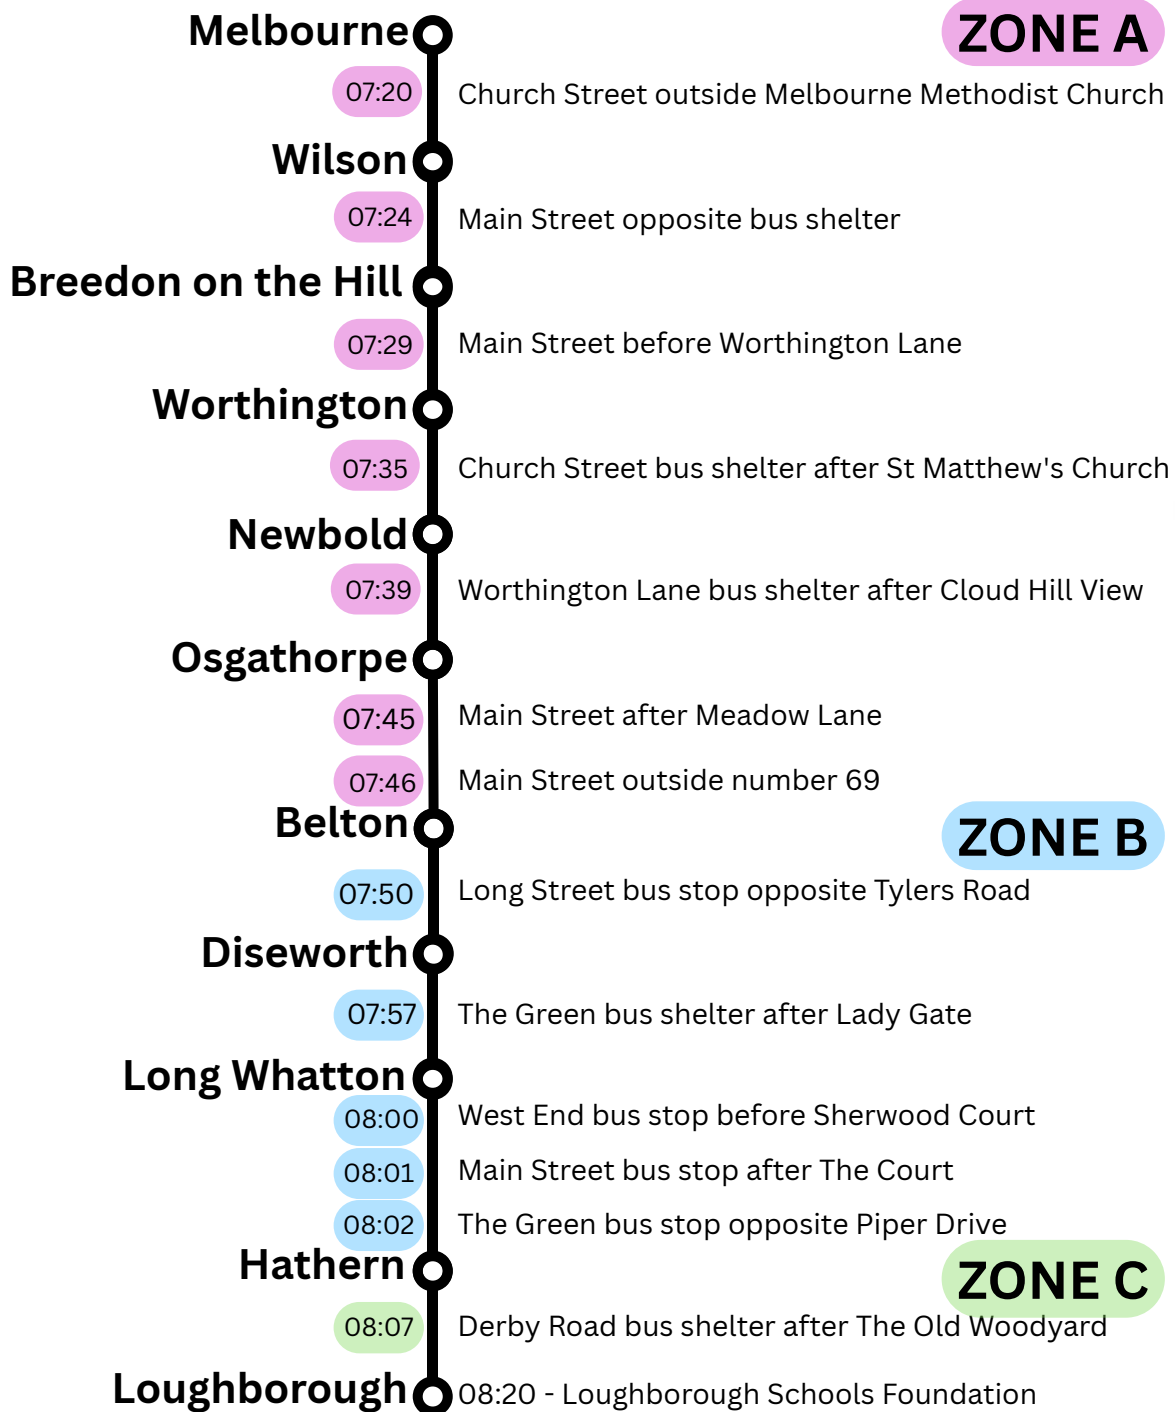 Melbourne
ZONE A
07:20 Church Street outside Melbourne Methodist Church
Wilson
07:24 Main Street opposite bus shelter
Breedon on the Hill
07:29 Main Street before Worthington Lane
Worthington
07:35 Church Street bus shelter after St Matthew's Church
Newbold
07:39 Worthington Lane bus shelter after Cloud Hill View
Osgathorpe
07:45 Main Street after Meadow Lane
07:46 Main Street outside number 69
Belton
ZONE B
07:50 Long Street bus stop opposite Tylers Road
Diseworth
07:57 The Green bus shelter after Lady Gate
Long Whatton
08:00 West End bus stop before Sherwood Court
08:01 Main Street bus stop after The Court
08:02 The Green bus stop opposite Piper Drive
Hathern
ZONE C
08:07 Derby Road bus shelter after The Old Woodyard
Loughborough 08:20 - Loughborough Schools Foundation